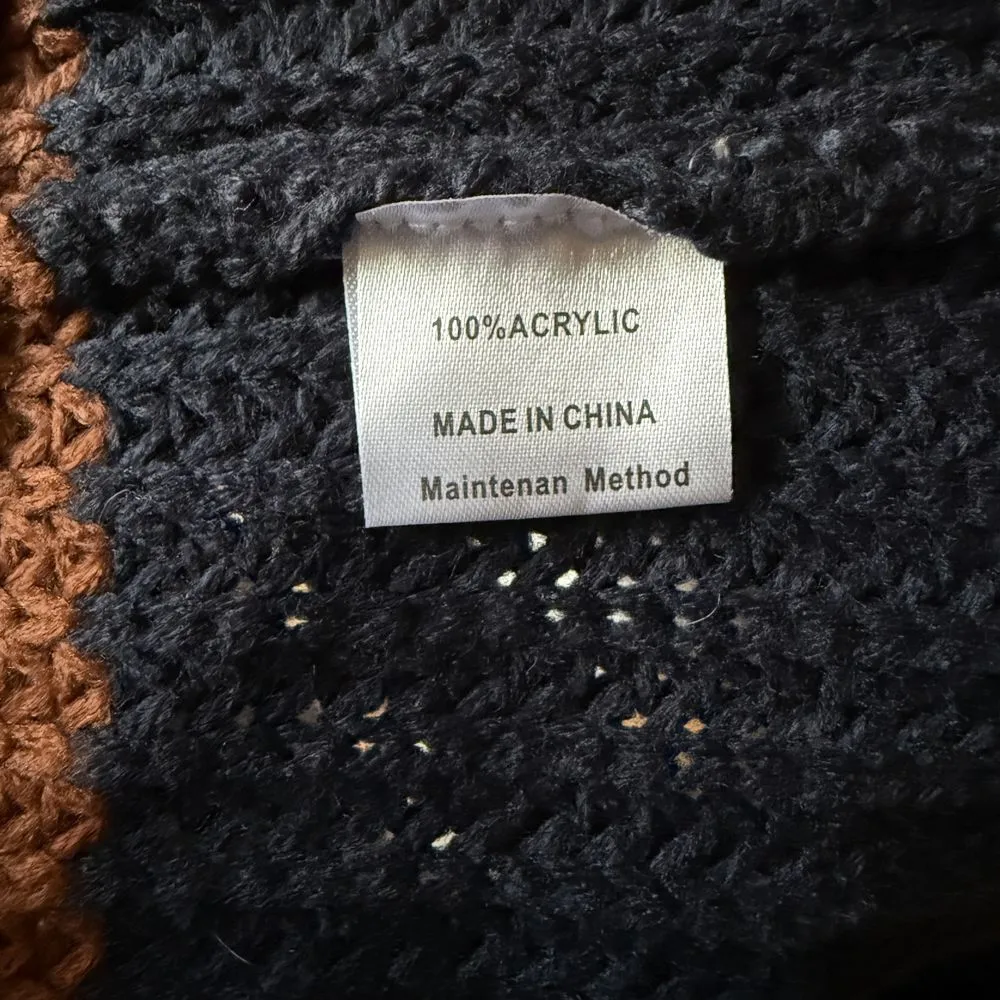 100%ACRYLIC
MADE IN CHINA
Maintenan Method